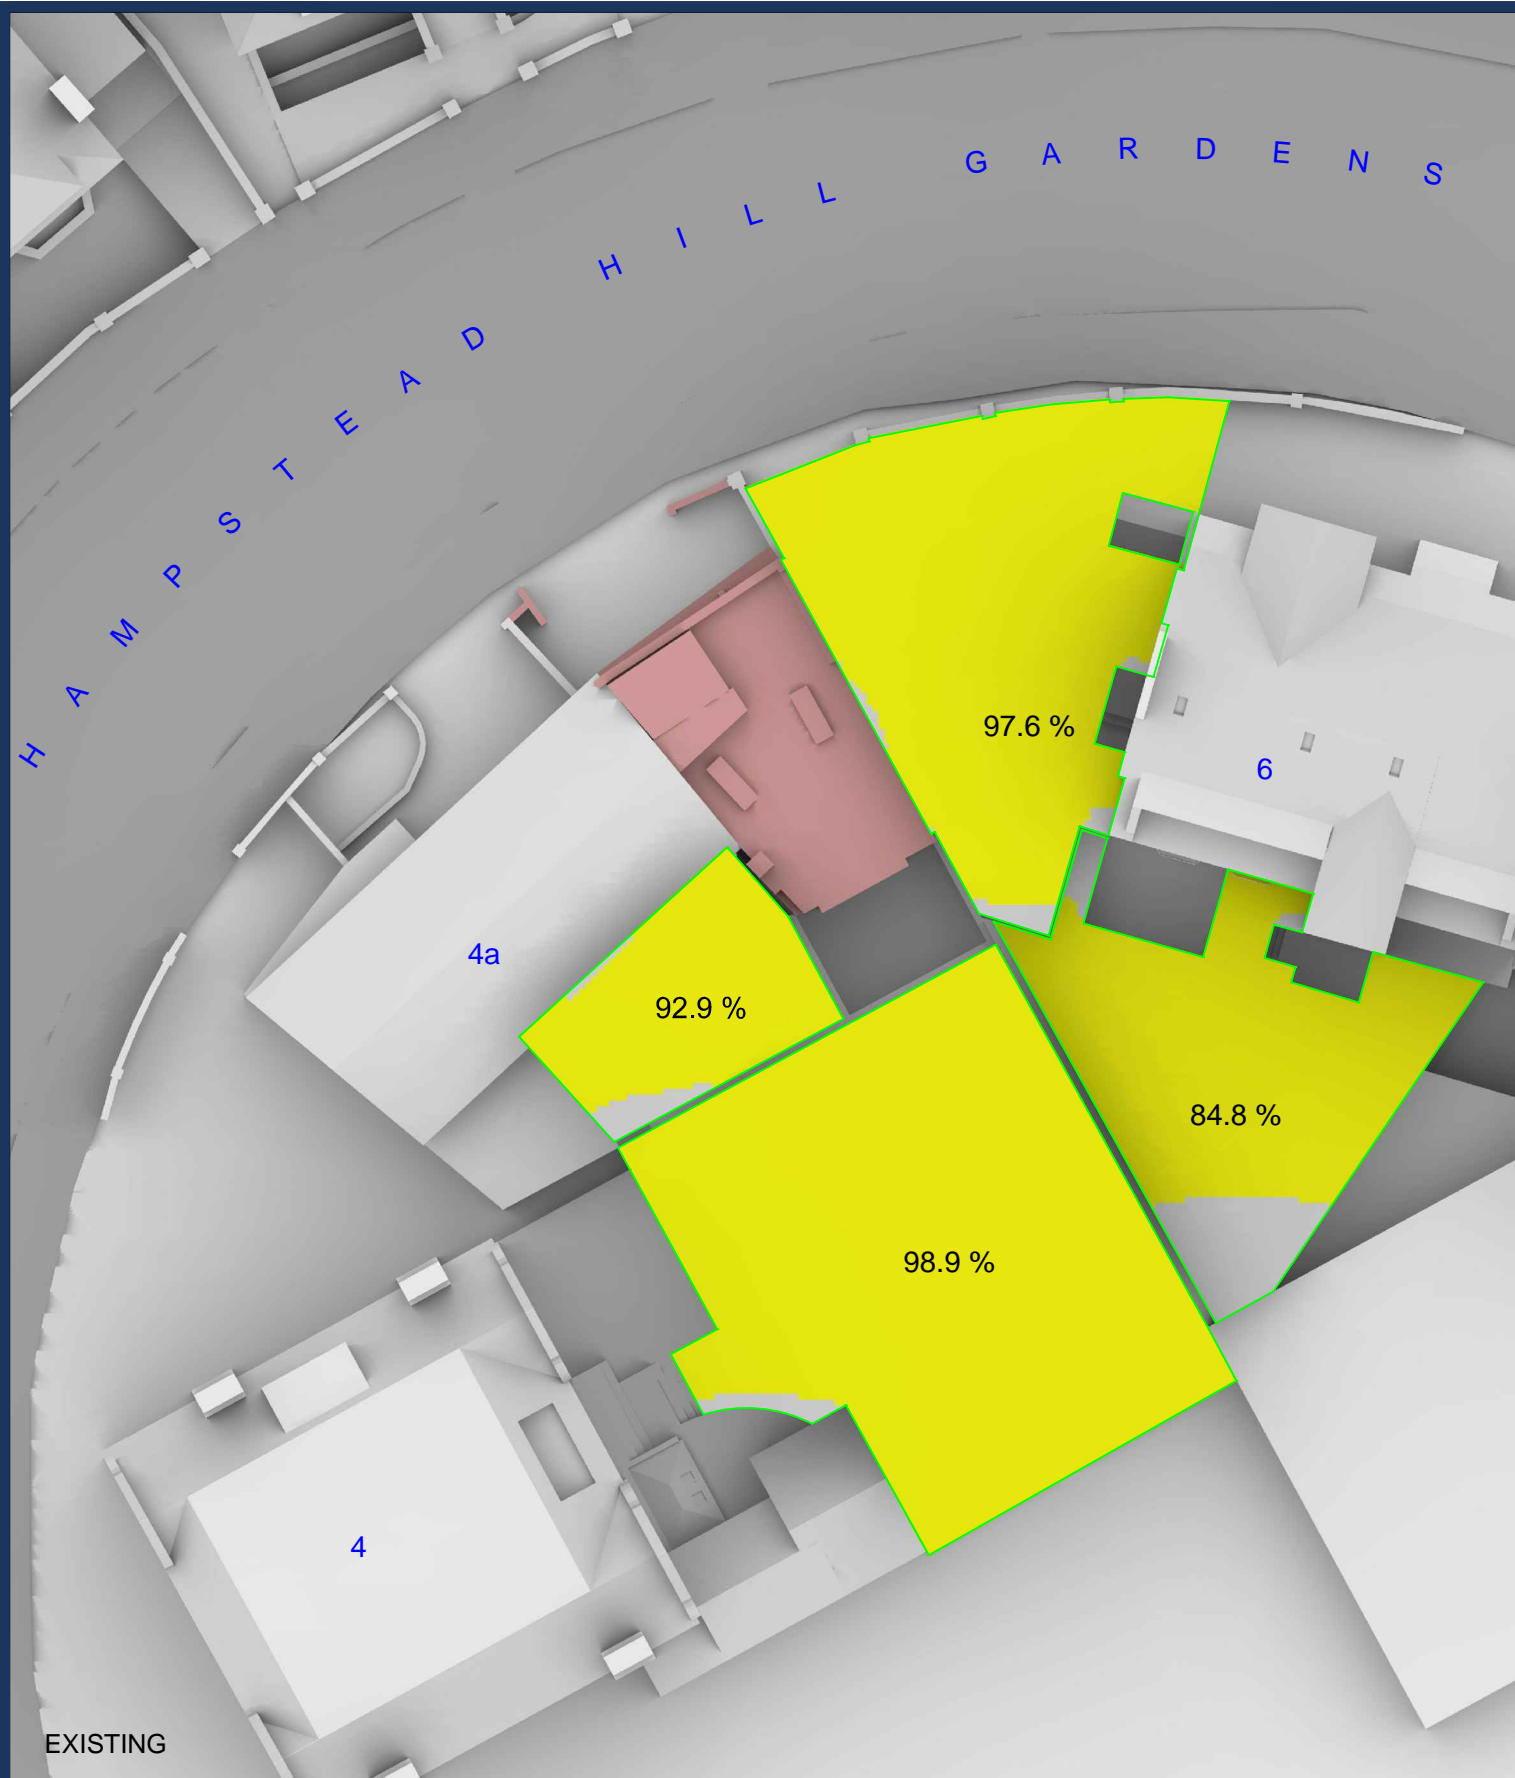 HAMPSTEAD HILL GARDENS
97.6 %
6
4a
92.9 %
84.8 %
98.9 %
4
EXISTING